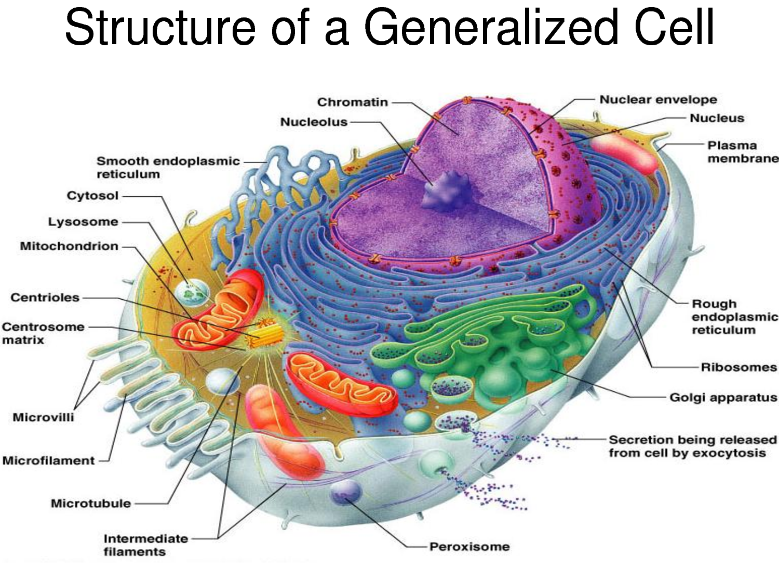 Structure of a Generalized Cell
Chromatin
Nuclear envelope
Nucleolus
Nucleus
Plasma
membrane
Smooth endoplasmic
reticulum
Cytosol
Lysosome
Mitochondrion
Centrioles
Centrosome
matrix
Rough
endoplasmic
reticulum
Ribosomes
Golgi apparatus
Microvilli
Secretion being released
from cell by exocytosis
Microfilament
Microtubule
Intermediate
filaments
Peroxisome